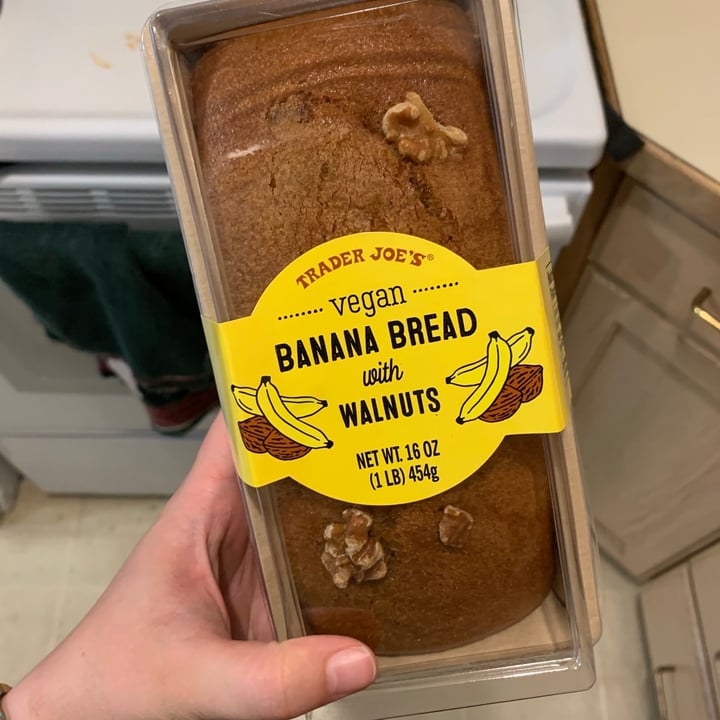 TRADER JOE'S®
vegan
BANANA BREAD
with
WALNUTS
NET WT. 16 OZ
(1 LB) 454g